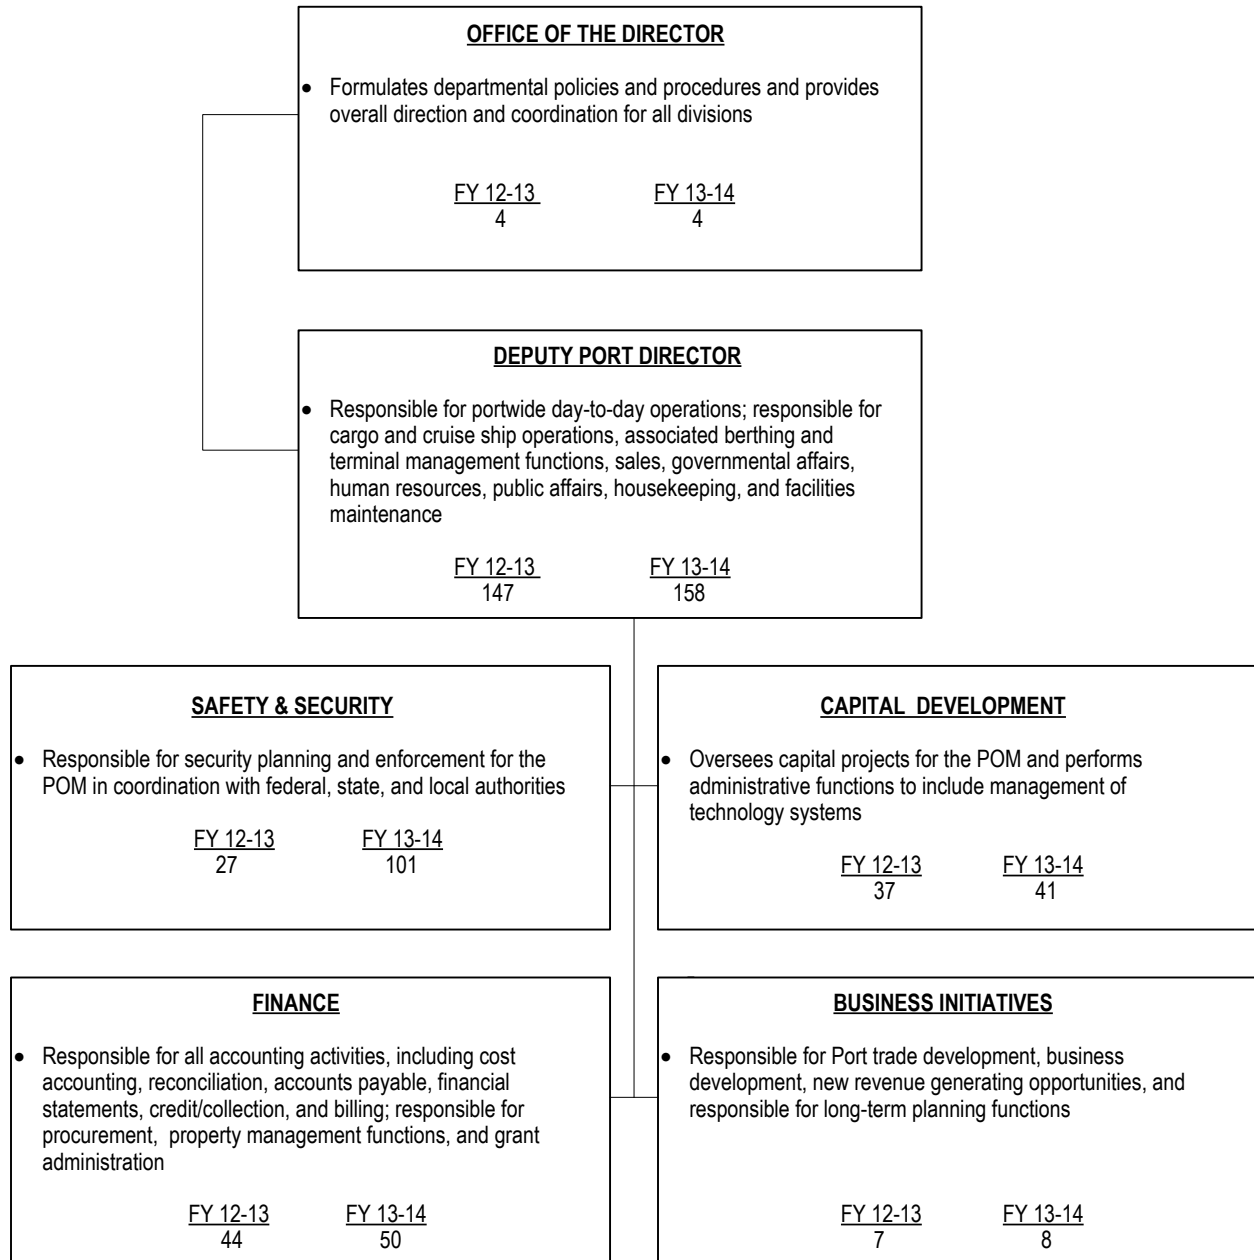 OFFICE OF THE DIRECTOR
• Formulates departmental policies and procedures and provides
overall direction and coordination for all divisions
FY 12-13 FY 13-14
4 4
DEPUTY PORT DIRECTOR
• Responsible for portwide day-to-day operations; responsible for
cargo and cruise ship operations, associated berthing and
terminal management functions, sales, governmental affairs,
human resources, public affairs, housekeeping, and facilities
maintenance
FY 12-13 FY 13-14
147 158
SAFETY & SECURITY
• Responsible for security planning and enforcement for the
POM in coordination with federal, state, and local authorities
FY 12-13 FY 13-14
27 101
CAPITAL DEVELOPMENT
• Oversees capital projects for the POM and performs
administrative functions to include management of
technology systems
FY 12-13 FY 13-14
37 41
FINANCE
• Responsible for all accounting activities, including cost
accounting, reconciliation, accounts payable, financial
statements, credit/collection, and billing; responsible for
procurement, property management functions, and grant
administration
FY 12-13 FY 13-14
44 50
BUSINESS INITIATIVES
• Responsible for Port trade development, business
development, new revenue generating opportunities, and
responsible for long-term planning functions
FY 12-13 FY 13-14
7 8